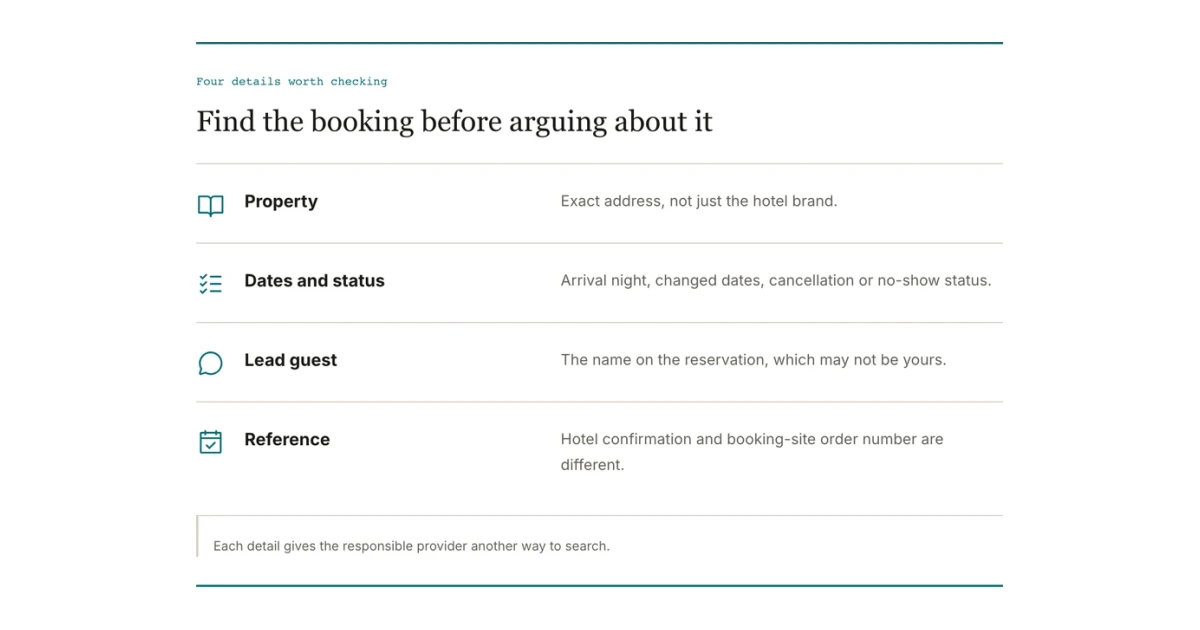 Four details worth checking
Find the booking before arguing about it
Property
Exact address, not just the hotel brand.
Dates and status
Arrival night, changed dates, cancellation or no-show status.
Lead guest
The name on the reservation, which may not be yours.
Reference
Hotel confirmation and booking-site order number are
different.
Each detail gives the responsible provider another way to search.